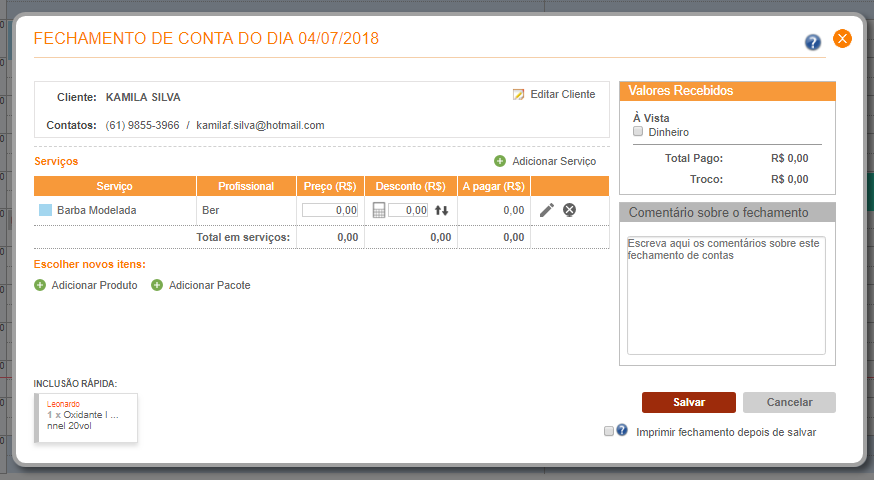 FECHAMENTO DE CONTA DO DIA 04/07/2018
Cliente: KAMILA SILVA
Editar Cliente
Contatos: (61) 9855-3966 / kamilaf.silva@hotmail.com
Serviços
Adicionar Serviço
Serviço Profissional Preço (R$) Desconto (R$) A pagar (R$)
Barba Modelada Ber 0,00 0,00 0,00
Total em serviços: 0,00 0,00 0,00
Escolher novos itens:
Adicionar Produto Adicionar Pacote
Valores Recebidos
À Vista
Dinheiro
Total Pago: R$ 0,00
Troco: R$ 0,00
Comentário sobre o fechamento
Escreva aqui os comentários sobre este
fechamento de contas
INCLUSÃO RÁPIDA:
Leonardo
1 x Oxidante I ...
nnel 20vol
Salvar Cancelar
Imprimir fechamento depois de salvar